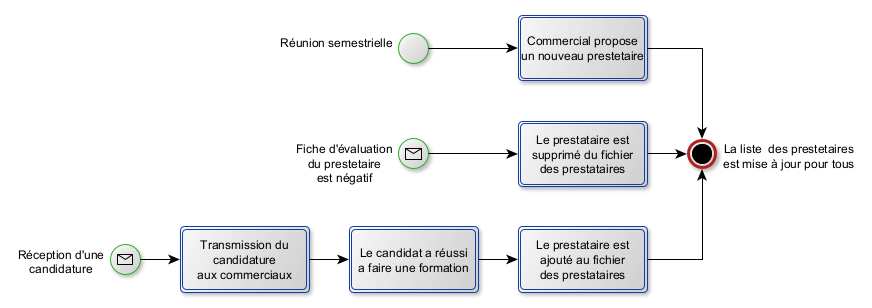 Réunion semestrielle
Commercial propose
un nouveau prestetaire
Fiche d'évaluation
du prestetaire
est négatif
Le prestataire est
supprimé du fichier
des prestataires
La liste des prestetaires
est mise à jour pour tous
Réception d'une
candidature
Transmission du
candidature
aux commerciaux
Le candidat a réussi
a faire une formation
Le prestataire est
ajouté au fichier
des prestataires